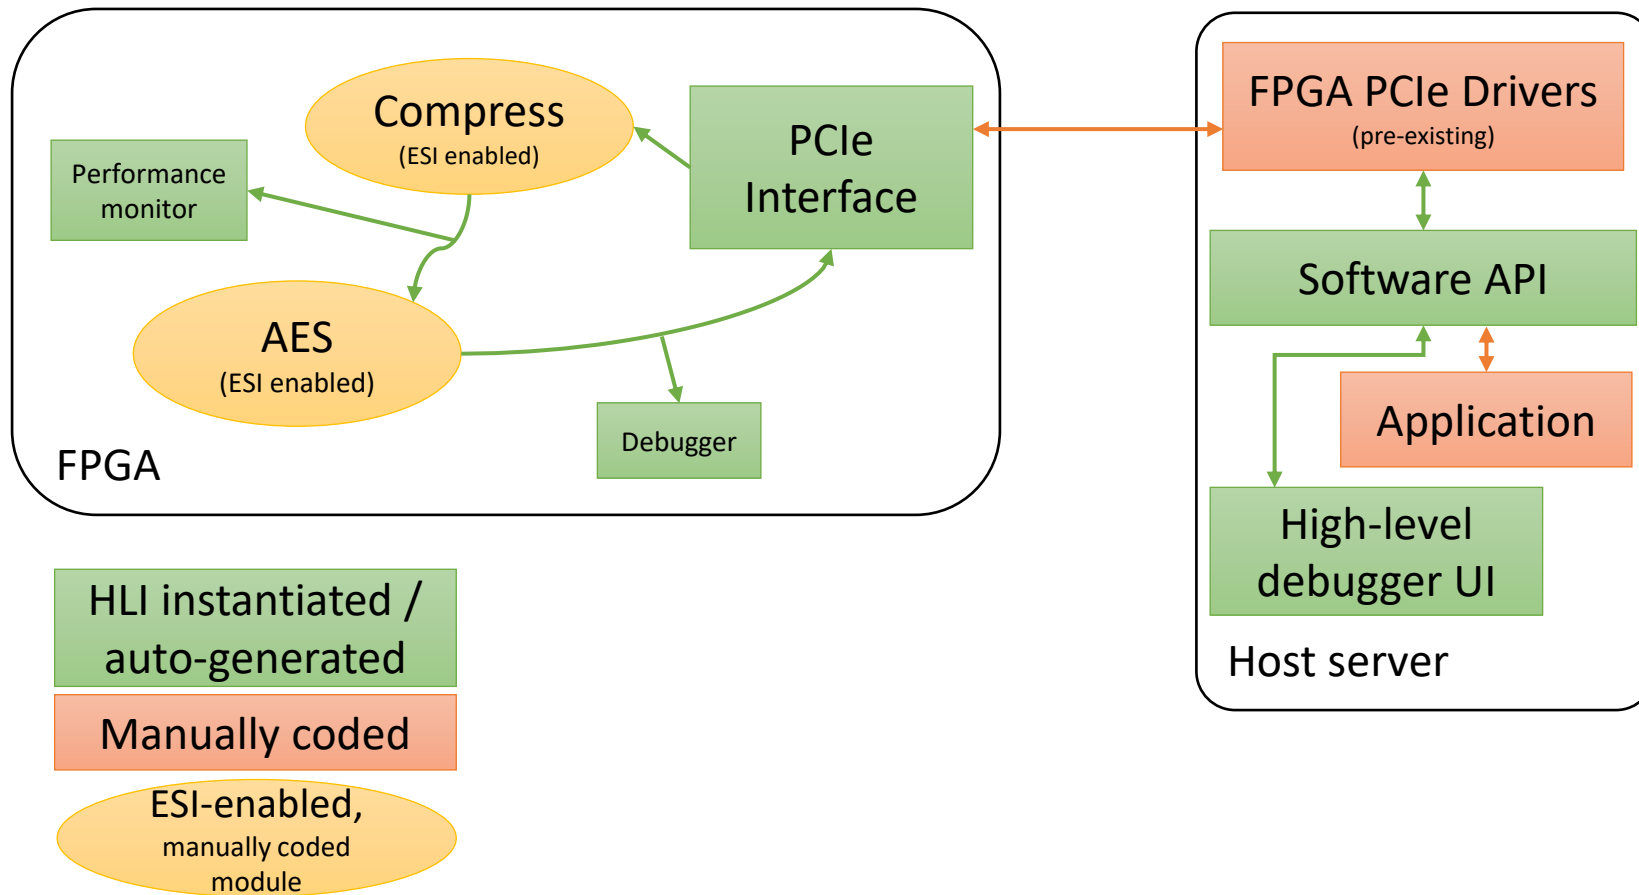 Compress
(ESI enabled)
Performance
monitor
PCIe
Interface
AES
(ESI enabled)
Debugger
FPGA
FPGA PCIe Drivers
(pre-existing)
Software API
Application
High-level
debugger UI
Host server
HLI instantiated /
auto-generated
Manually coded
ESI-enabled,
manually coded
module